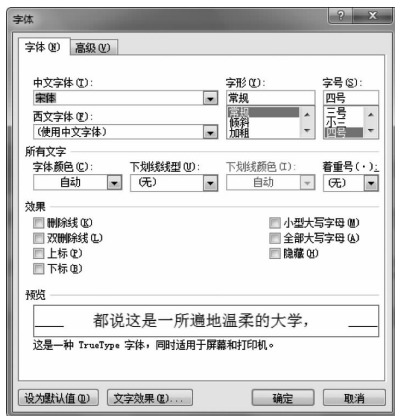 字体
字体(N) 高级(V)
中文字体(T): 字形(Y): 字号(S):
宋体 常规 四号
西文字体(F): 常规 三号
(使用中文字体) 倾斜 小三
加粗 四号
所有文字
字体颜色(C): 下划线线型(U): 下划线颜色(I): 着重号(·):
自动 (无) 自动 (无)
效果
删除线(K) 小型大写字母(M)
双删除线(L) 全部大写字母(A)
上标(P) 隐藏(H)
下标(B)
预览
都说这是一所遍地温柔的大学，
这是一种 TrueType 字体，同时适用于屏幕和打印机。
设为默认值(D) 文字效果(E)... 确定 取消